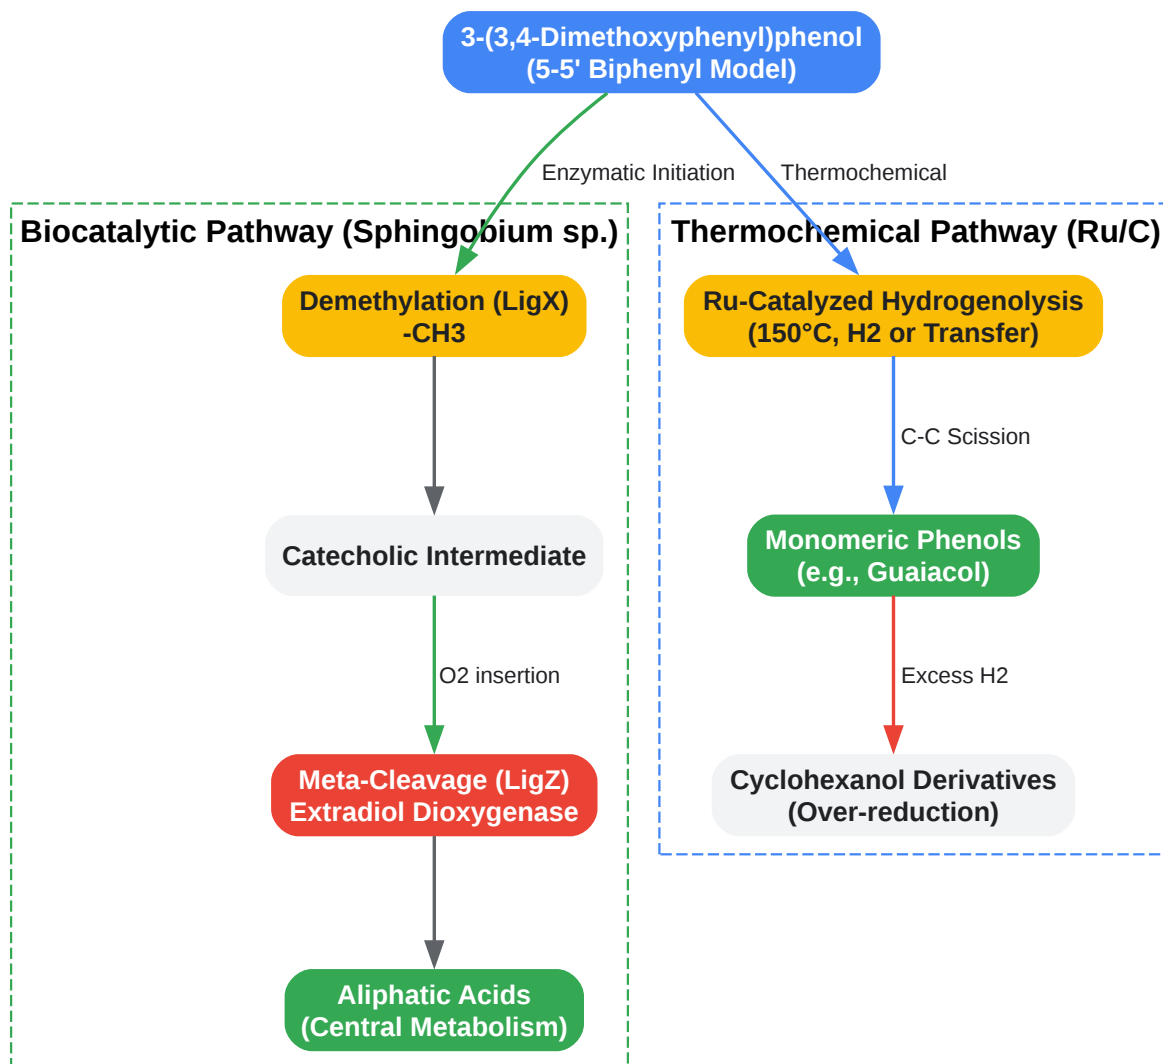 3-(3,4-Dimethoxyphenyl)phenol
(5-5' Biphenyl Model)
Enzymatic Initiation
Thermochemical
Biocatalytic Pathway (Sphingobium sp.)
Demethylation (LigX)
-CH3
Catecholic Intermediate
O2 insertion
Meta-Cleavage (LigZ)
Extradiol Dioxygenase
Aliphatic Acids
(Central Metabolism)
Thermochemical Pathway (Ru/C)
Ru-Catalyzed Hydrogenolysis
(150°C, H2 or Transfer)
C-C Scission
Monomeric Phenols
(e.g., Guaiacol)
Excess H2
Cyclohexanol Derivatives
(Over-reduction)